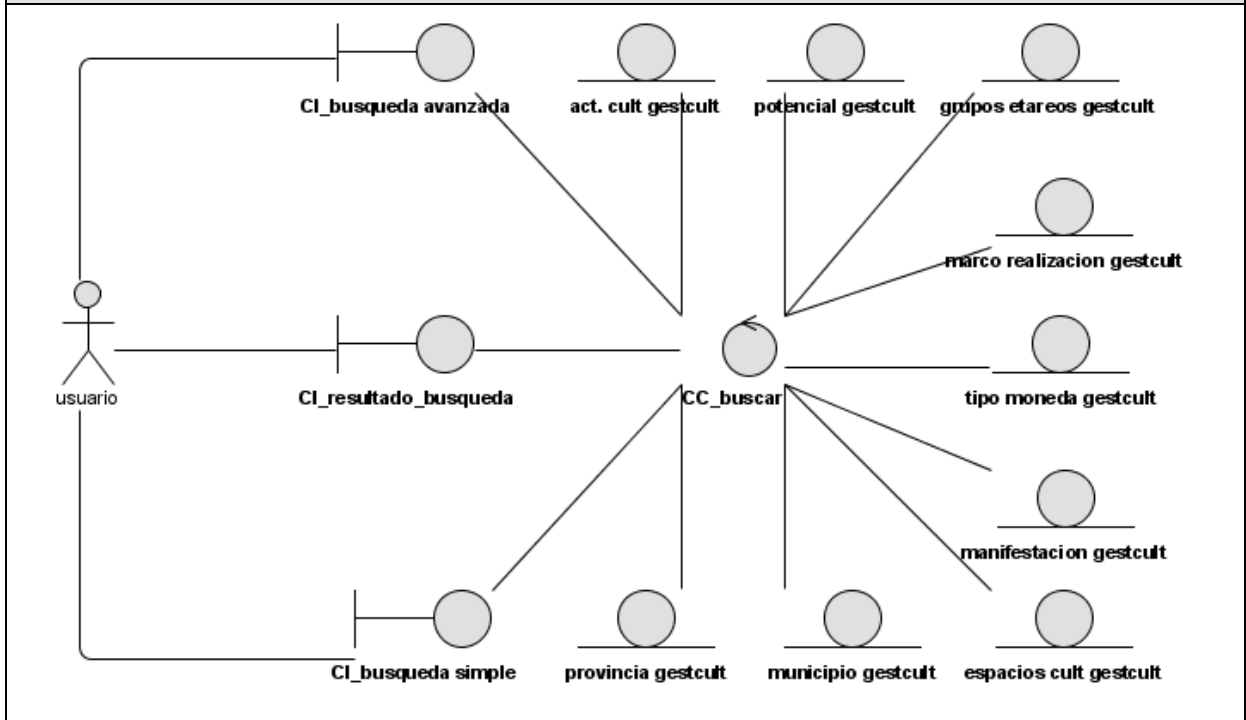 CI_busqueda avanzada
act. cult gestcult
potencial gestcult
grupos etareos gestcult
marco realizacion gestcult
usuario
CI_resultado_busqueda
CC_buscar
tipo moneda gestcult
manifestacion gestcult
CI_busqueda simple
provincia gestcult
municipio gestcult
espacios cult gestcult